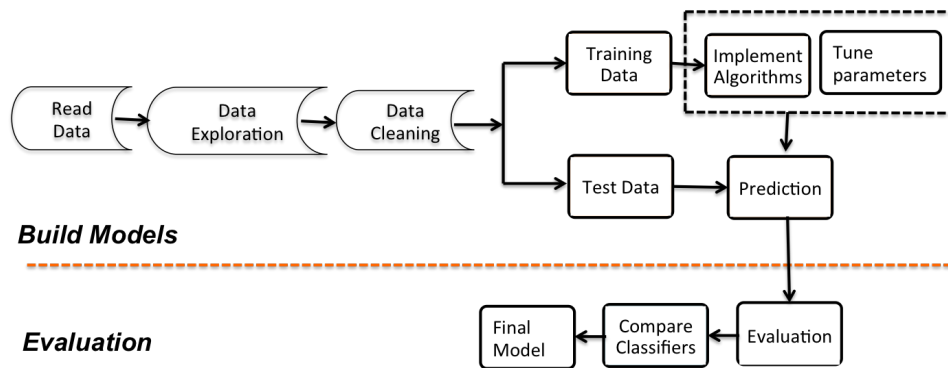 Read
Data
Data
Exploration
Data
Cleaning
Training
Data
Implement
Algorithms
Tune
parameters
Test Data
Prediction
Build Models
Evaluation
Final
Model
Compare
Classifiers
Evaluation